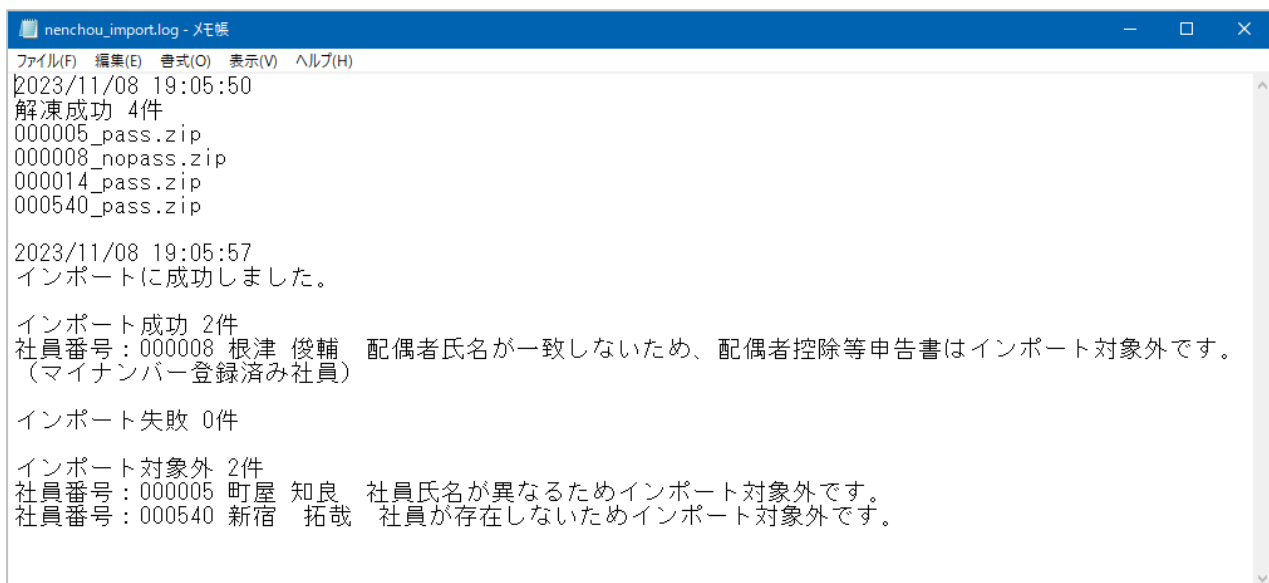 nenchou_import.log - メモ帳
ファイル(F) 編集(E) 書式(O) 表示(V) ヘルプ(H)
2023/11/08 19:05:50
解凍成功 4件
000005_pass.zip
000008_nopass.zip
000014_pass.zip
000540_pass.zip
2023/11/08 19:05:57
インポートに成功しました。
インポート成功 2件
社員番号：000008 根津 俊輔　配偶者氏名が一致しないため、配偶者控除等申告書はインポート対象外です。
（マイナンバー登録済み社員）
インポート失敗 0件
インポート対象外 2件
社員番号：000005 町屋 知良　社員氏名が異なるためインポート対象外です。
社員番号：000540 新宿　拓哉　社員が存在しないためインポート対象外です。